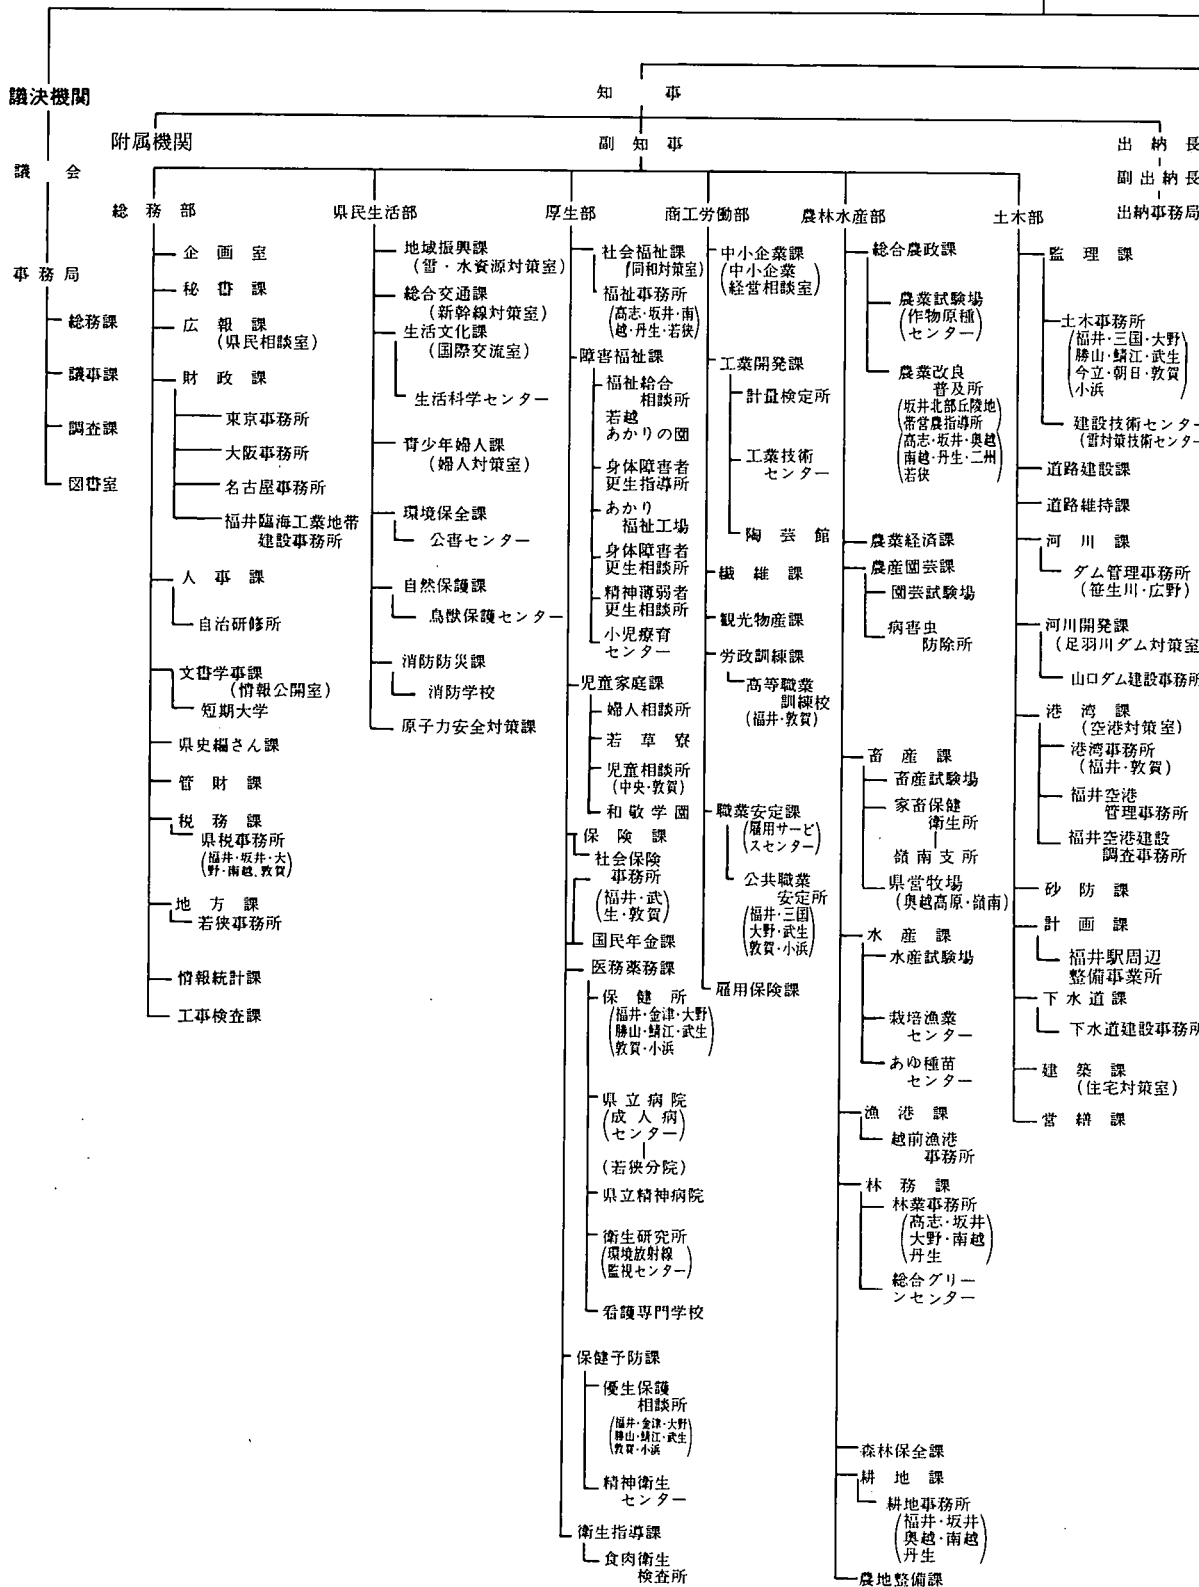 議決機関
議会
事務局
総務課
議事課
調査課
図書室
知事
附属機関
副知事
出納長
副出納長
出納事務局
総務部
企画室
秘書課
広報課
(県民相談室)
財政課
東京事務所
大阪事務所
名古屋事務所
福井臨海工業地帯
建設事務所
人事課
自治研修所
文書学事課
(情報公開室)
短期大学
県史編さん課
管財課
税務課
県税事務所
(福井・坂井・大
野・南越、敦賀)
地方課
若狭事務所
情報統計課
工事検査課
県民生活部
地域振興課
(雪・水資源対策室)
総合交通課
(新幹線対策室)
生活文化課
(国際交流室)
生活科学センター
青少年婦人課
(婦人対策室)
環境保全課
公害センター
自然保護課
鳥獣保護センター
消防防災課
消防学校
原子力安全対策課
厚生部
社会福祉課
(同和対策室)
福祉事務所
(高志・坂井・南
越・丹生・若狭)
障害福祉課
福祉給合
相談所
若越
あかりの園
身体障害者
更生指導所
あかり
福祉工場
身体障害者
更生相談所
精神薄弱者
更生相談所
小児療育
センター
児童家庭課
婦人相談所
若草寮
児童相談所
(中央・敦賀)
和敬学園
保険課
社会保険
事務所
(福井・武
生・敦賀)
国民年金課
医務薬務課
保健所
(福井・金津・大野
勝山・鯖江・武生
敦賀・小浜)
県立病院
(成人病
センター)
(若狭分院)
県立精神病院
衛生研究所
(環境放射線
監視センター)
看護専門学校
保健予防課
優生保護
相談所
(福井・金津・大野
勝山・鯖江・武生
敦賀・小浜)
精神衛生
センター
衛生指導課
食肉衛生
検査所
商工労働部
中小企業課
(中小企業
経営相談室)
工業開発課
計量検定所
工業技術
センター
陶芸館
繊維課
観光物産課
労政訓練課
高等職業
訓練校
(福井・敦賀)
職業安定課
(雇用サービ
スセンター)
公共職業
安定所
(福井・三国
大野・武生
敦賀・小浜)
雇用保険課
農林水産部
総合農政課
農業試験場
(作物原種
センター)
農業改良
普及所
(坂井北部丘陵地
帯営農指導所)
(高志・坂井・奥越
南越・丹生・二州
若狭)
農業経済課
農産園芸課
園芸試験場
病害虫
防除所
畜産課
畜産試験場
家畜保健
衛生所
嶺南支所
県営牧場
(奥越高原・嶺南)
水産課
水産試験場
栽培漁業
センター
あゆ種苗
センター
漁港課
越前漁港
事務所
林務課
林業事務所
(高志・坂井
大野・南越
丹生)
総合グリー
ンセンター
森林保全課
耕地課
耕地事務所
(福井・坂井
奥越・南越
丹生)
農地整備課
土木部
監理課
土木事務所
(福井・三国・大野
勝山・鯖江・武生
今立・朝日・敦賀
小浜)
建設技術センター
(雪対策技術センター
道路建設課
道路維持課
河川課
ダム管理事務所
(笹生川・広野)
河川開発課
(足羽川ダム対策室
山口ダム建設事務所
港湾課
(空港対策室)
港湾事務所
(福井・敦賀)
福井空港
管理事務所
福井空港建設
調査事務所
砂防課
計画課
福井駅周辺
整備事業所
下水道課
下水道建設事務所
建築課
(住宅対策室)
営繕課